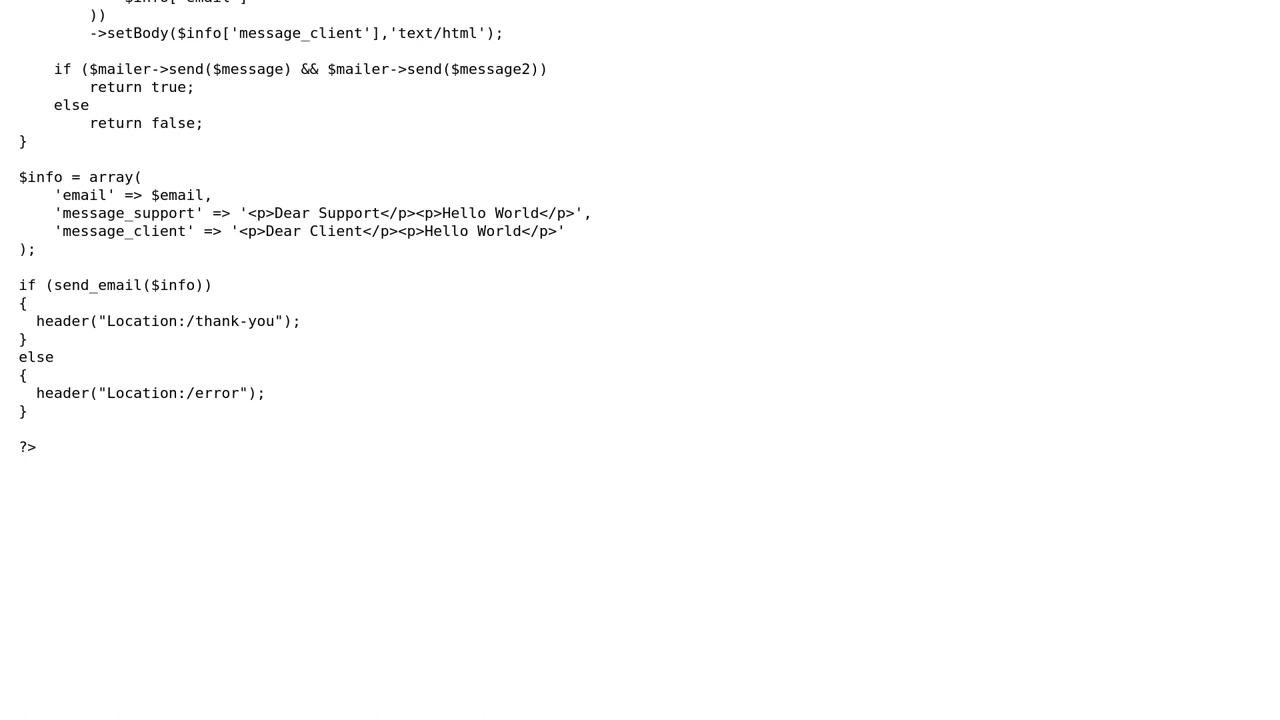 $info['email']
        ))
        ->setBody($info['message_client'],'text/html');

    if ($mailer->send($message) && $mailer->send($message2))
        return true;
    else
        return false;
}

$info = array(
    'email' => $email,
    'message_support' => '<p>Dear Support</p><p>Hello World</p>',
    'message_client' => '<p>Dear Client</p><p>Hello World</p>'
);

if (send_email($info))
{
  header("Location:/thank-you");
}
else
{
  header("Location:/error");
}

?>